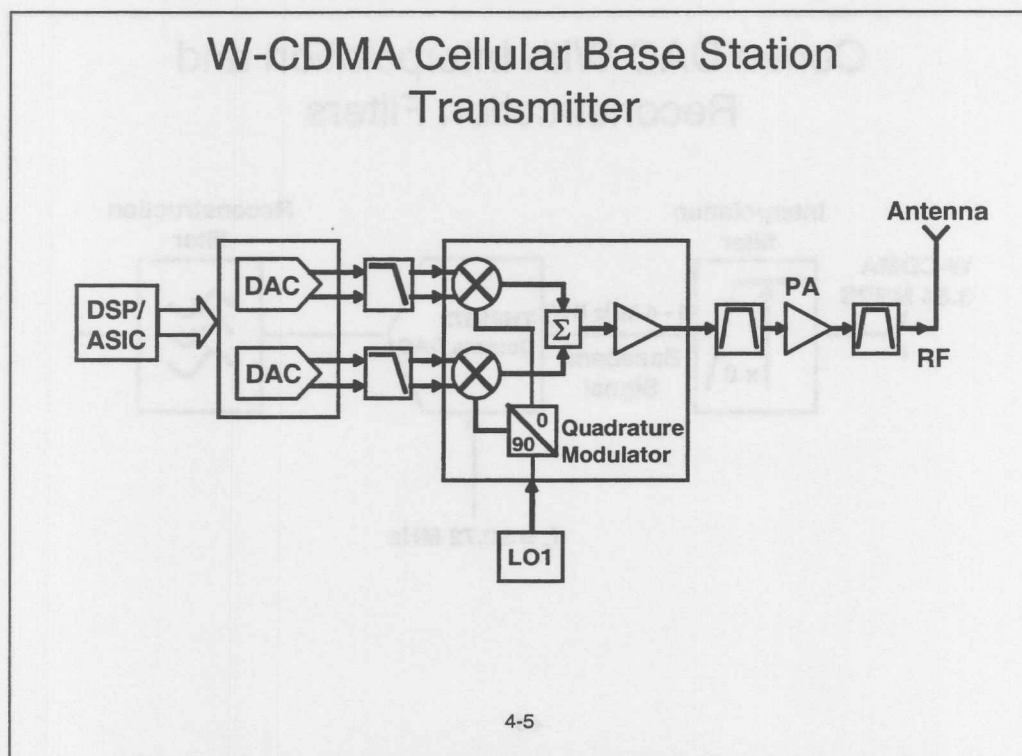 W-CDMA Cellular Base Station
Transmitter
Antenna
DAC
PA
DSP/
ASIC
Σ
DAC
RF
0
90
Quadrature
Modulator
LO1
4-5